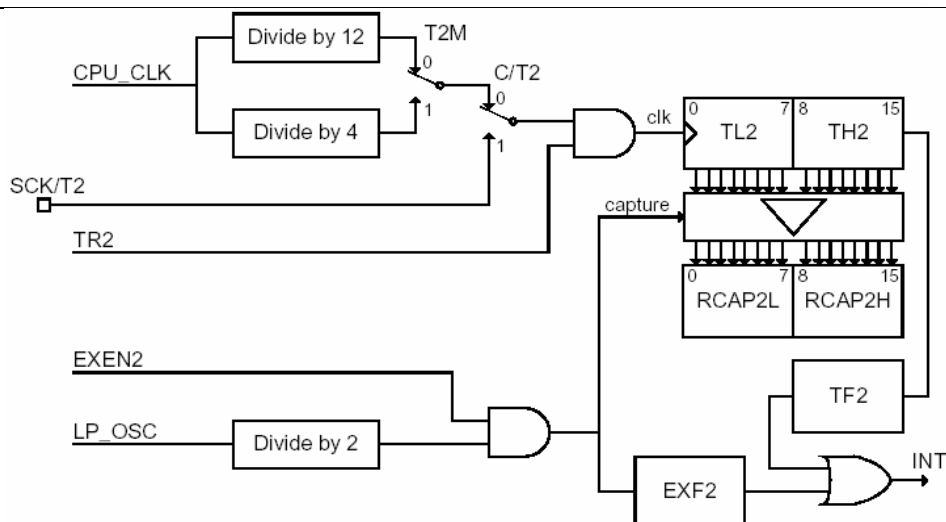 Divide by 12
T2M
CPU_CLK
0
C/T2
1
0
Divide by 4
clk
0 7 8 15
TL2 TH2
1
SCK/T2
capture
TR2
0 7 8 15
RCAP2L RCAP2H
EXEN2
TF2
LP_OSC
Divide by 2
INT
EXF2